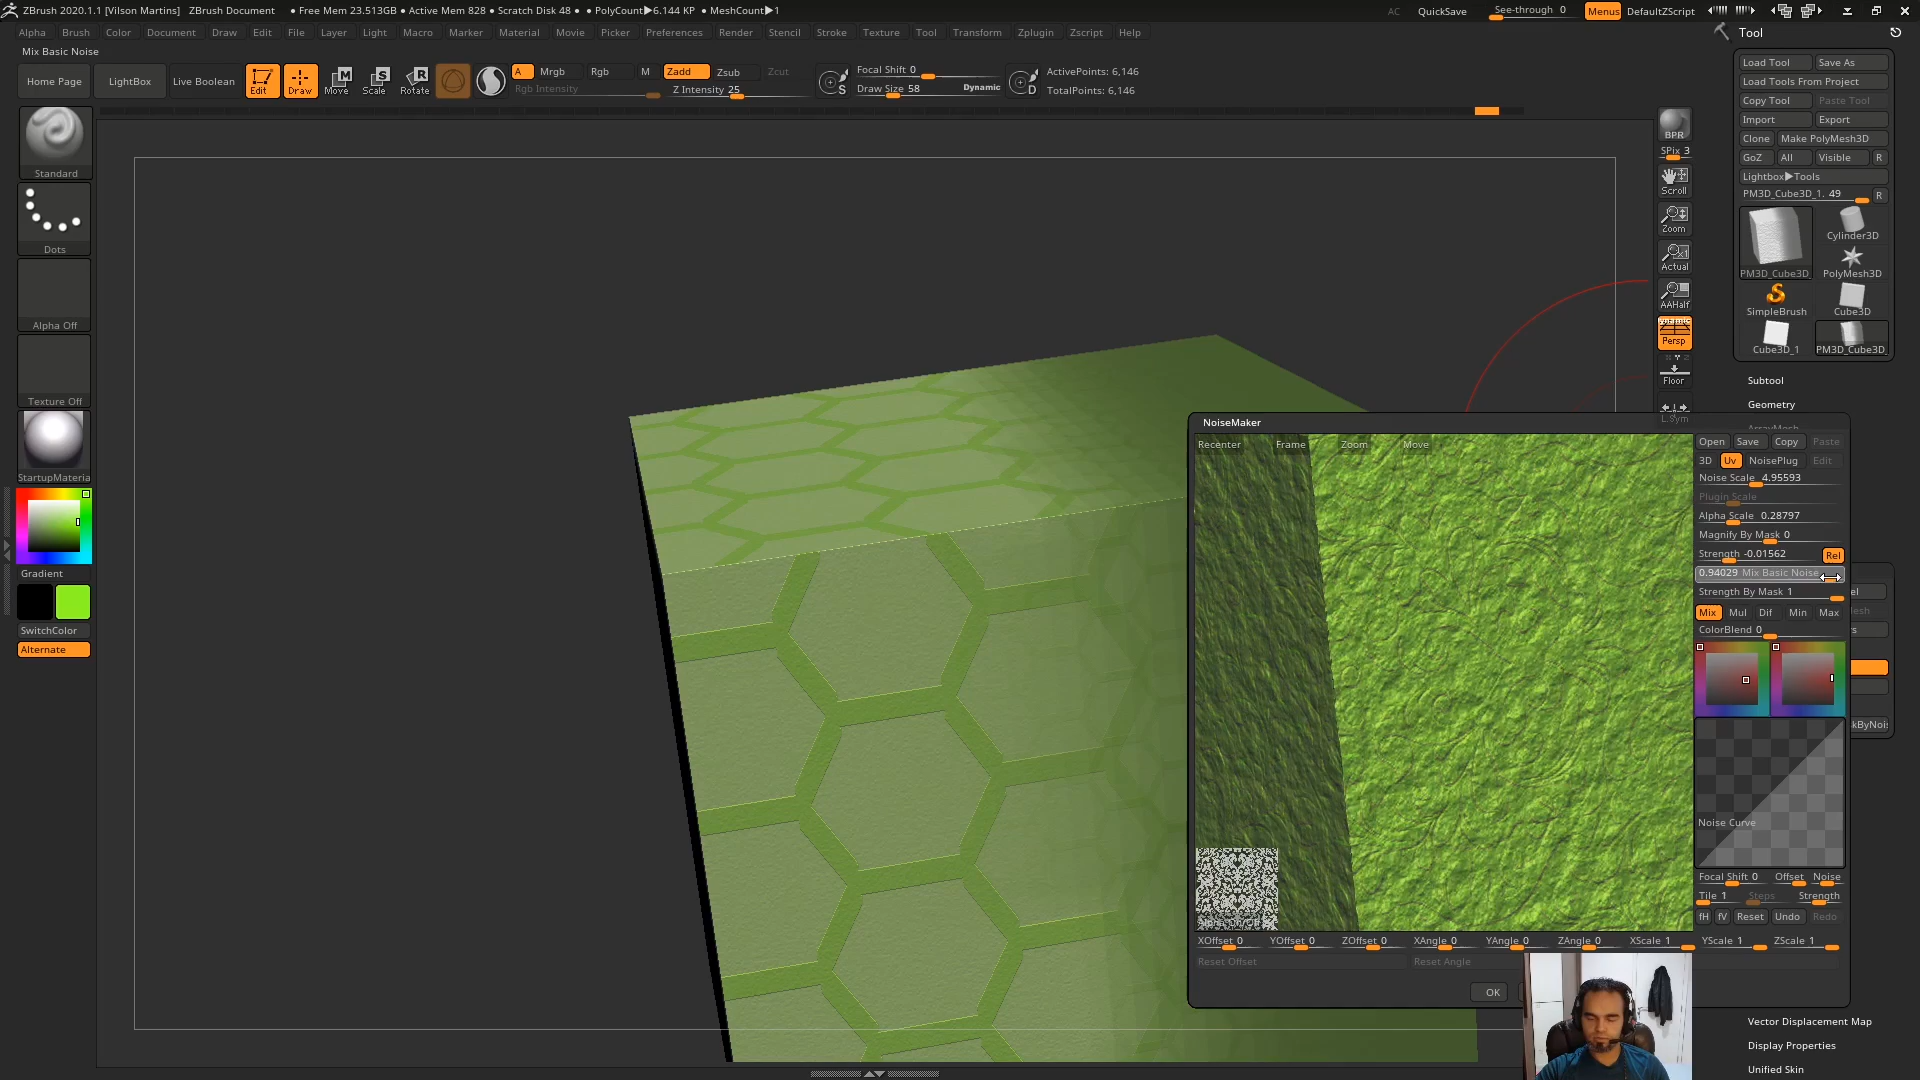 ZBrush 2020.1.1 [Vilson Martins] ZBrush Document • Free Mem 23.513GB • Active Mem 828 • Scratch Disk 48 • • PolyCount▶6.144 KP • MeshCount▶1 AC QuickSave See-through 0 Menus DefaultZScript
Alpha Brush Color Document Draw Edit File Layer Light Macro Marker Material Movie Picker Preferences Render Stencil Stroke Texture Tool Transform Zplugin Zscript Help
Mix Basic Noise
Home Page LightBox Live Boolean Edit Draw Move Scale Rotate
A Mrgb Rgb M Zadd Zsub Zcut
Rgb Intensity Z Intensity 25
Focal Shift 0
Draw Size 58 Dynamic
S D
ActivePoints: 6,146
TotalPoints: 6,146
Standard
Dots
Alpha Off
Texture Off
StartupMateria
Gradient
SwitchColor
Alternate
BPR
SPix 3
Scroll
Zoom
Actual
AAHalf
Dynamic
Persp
Floor
L.Sym
Tool
Load Tool Save As
Load Tools From Project
Copy Tool Paste Tool
Import Export
Clone Make PolyMesh3D
GoZ All Visible R
Lightbox▶Tools
PM3D_Cube3D_1. 49 R
PM3D_Cube3D_ Cylinder3D
PolyMesh3D
SimpleBrush Cube3D
Cube3D_1 PM3D_Cube3D_
Subtool
Geometry
ArrayMesh
NoiseMaker
Recenter Frame Zoom Move
Open Save Copy Paste
3D Uv NoisePlug Edit
Noise Scale 4.95593
Plugin Scale
Alpha Scale 0.28797
Magnify By Mask 0
Strength -0.01562 Rel
0.94029 Mix Basic Noise
Strength By Mask 1
Mix Mul Dif Min Max
ColorBlend 0
Noise Curve
Focal Shift 0 Offset Noise
Tile 1 Steps Strength
fH fV Reset Undo Redo
Alpha On/Off
XOffset 0 YOffset 0 ZOffset 0 XAngle 0 YAngle 0 ZAngle 0 XScale 1 YScale 1 ZScale 1
Reset Offset Reset Angle
OK
Vector Displacement Map
Display Properties
Unified Skin